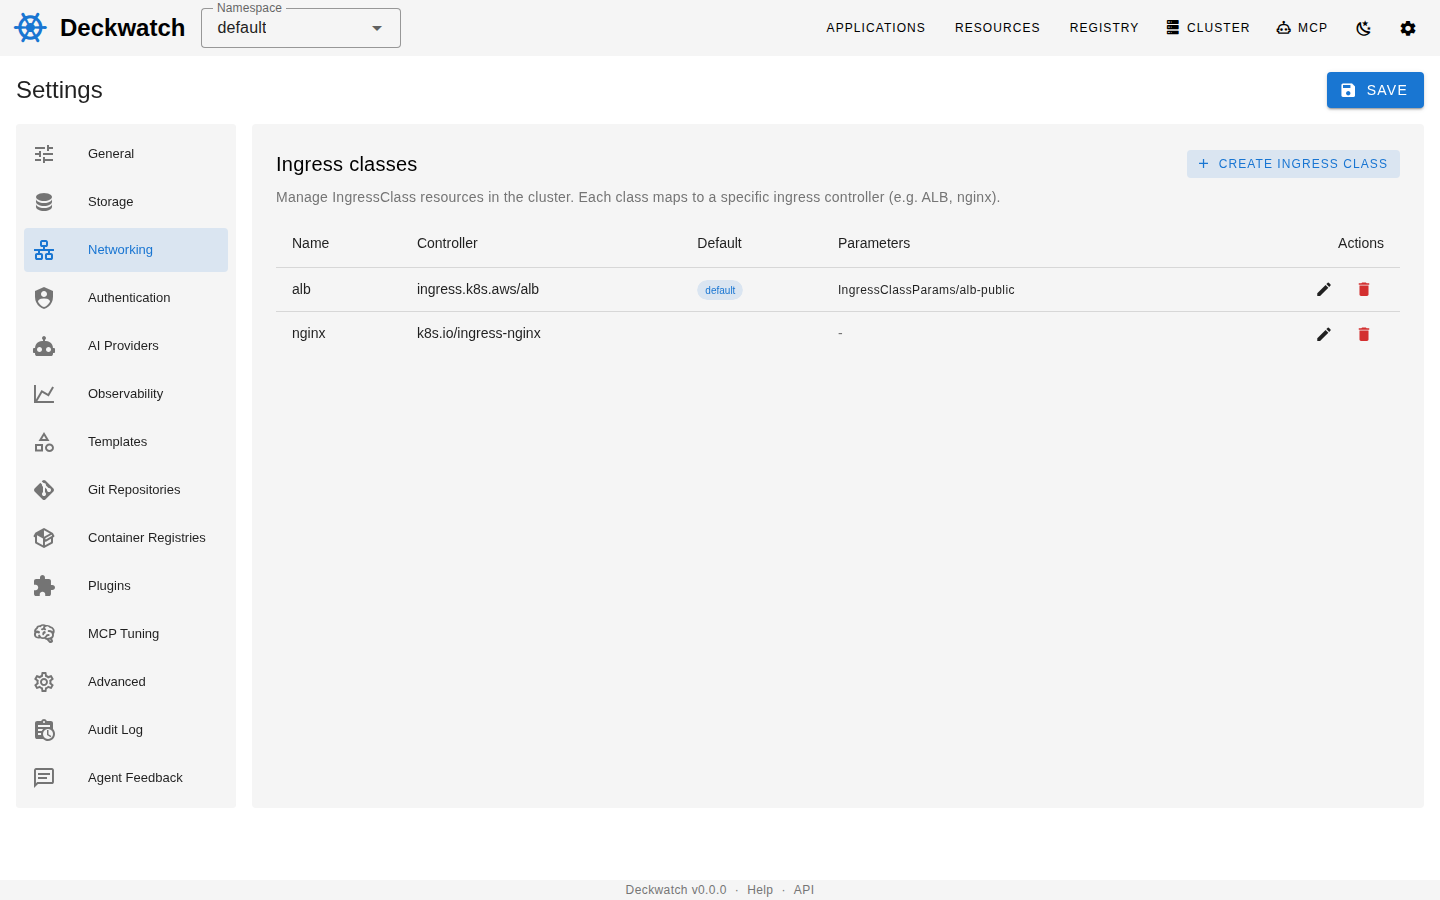 Deckwatch
Namespace
default
APPLICATIONS
RESOURCES
REGISTRY
CLUSTER
MCP
Settings
SAVE
General
Storage
Networking
Authentication
AI Providers
Observability
Templates
Git Repositories
Container Registries
Plugins
MCP Tuning
Advanced
Audit Log
Agent Feedback
Ingress classes
CREATE INGRESS CLASS
Manage IngressClass resources in the cluster. Each class maps to a specific ingress controller (e.g. ALB, nginx).
Name Controller Default Parameters Actions
alb ingress.k8s.aws/alb default IngressClassParams/alb-public
nginx k8s.io/ingress-nginx -
Deckwatch v0.0.0 · Help · API